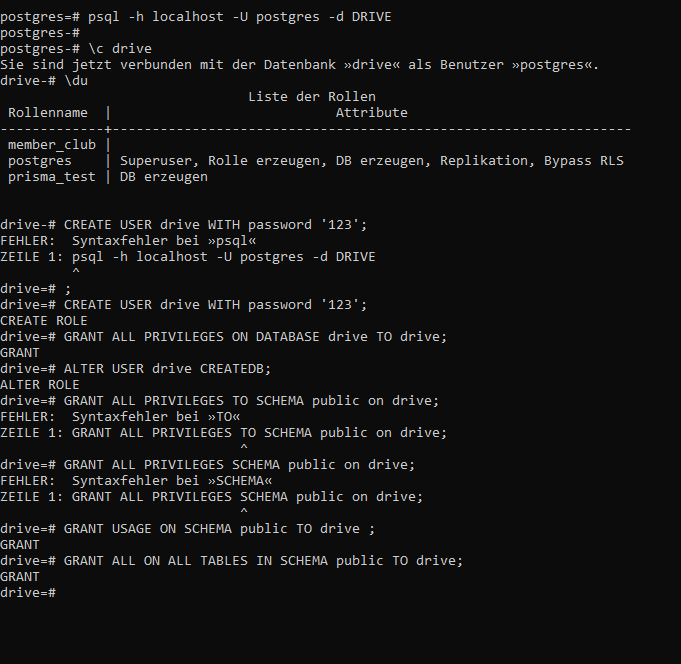 postgres=# psql -h localhost -U postgres -d DRIVE
postgres-#
postgres-# \c drive
Sie sind jetzt verbunden mit der Datenbank »drive« als Benutzer »postgres«.
drive-# \du
                               Liste der Rollen
 Rollenname  |                            Attribute
-------------+-----------------------------------------------------------------
 member_club |
 postgres    | Superuser, Rolle erzeugen, DB erzeugen, Replikation, Bypass RLS
 prisma_test | DB erzeugen
drive-# CREATE USER drive WITH password '123';
FEHLER:  Syntaxfehler bei »psql«
ZEILE 1: psql -h localhost -U postgres -d DRIVE
         ^
drive=# ;
drive=# CREATE USER drive WITH password '123';
CREATE ROLE
drive=# GRANT ALL PRIVILEGES ON DATABASE drive TO drive;
GRANT
drive=# ALTER USER drive CREATEDB;
ALTER ROLE
drive=# GRANT ALL PRIVILEGES TO SCHEMA public on drive;
FEHLER:  Syntaxfehler bei »TO«
ZEILE 1: GRANT ALL PRIVILEGES TO SCHEMA public on drive;
                              ^
drive=# GRANT ALL PRIVILEGES SCHEMA public on drive;
FEHLER:  Syntaxfehler bei »SCHEMA«
ZEILE 1: GRANT ALL PRIVILEGES SCHEMA public on drive;
                              ^
drive=# GRANT USAGE ON SCHEMA public TO drive ;
GRANT
drive=# GRANT ALL ON ALL TABLES IN SCHEMA public TO drive;
GRANT
drive=#